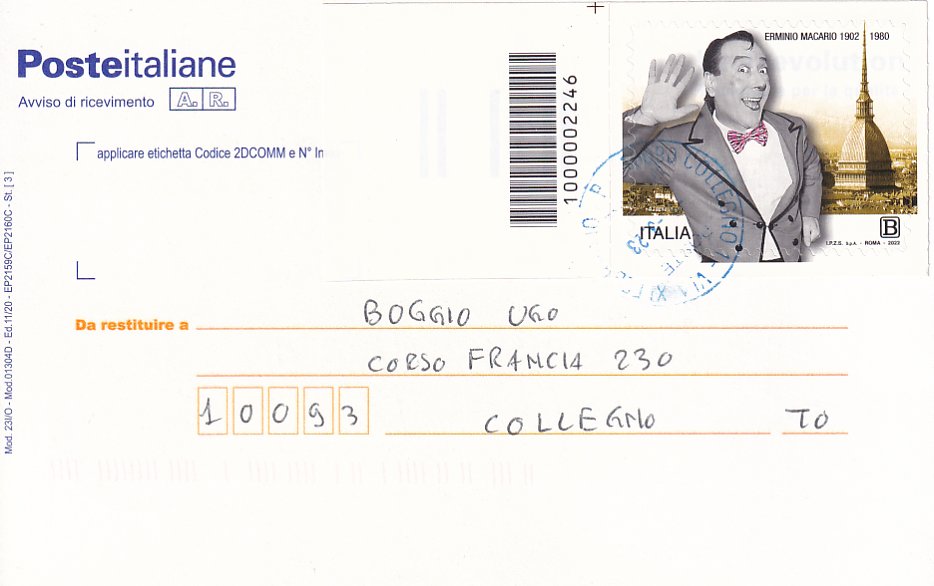 Posteitaliane
Avviso di ricevimento A. R.
applicare etichetta Codice 2DCOMM e N° In
1000002246
ERMINIO MACARIO 1902 1980
ITALIA
B
I.P.Z.S. S.p.A. - ROMA - 2022
COLLEGNO
23
Da restituire a
BOGGIO UGO
CORSO FRANCIA 230
10093 COLLEGNO TO
Mod. 23I/O - Mod.01304D - Ed.11/20 - EP2159C/EP2160C - St. [ 3 ]